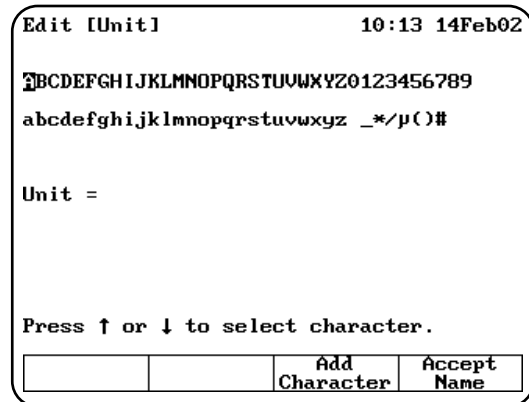 Edit [Unit] 10:13 14Feb02
ABCDEFGHIJKLMNOPQRSTUVWXYZ0123456789
abcdefghijklmnopqrstuvwxyz _*/µ()#
Unit =
Press ↑ or ↓ to select character.
Add Character
Accept Name